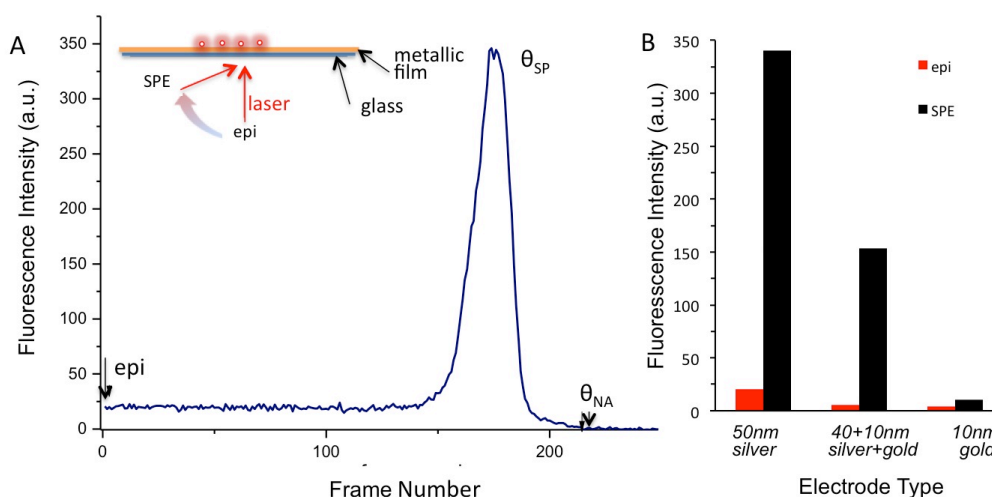 A
350
300
250
200
150
100
50
0
Fluorescence Intensity (a.u.)
SPE
laser
epi
metallic
film
glass
θSP
epi
θNA
0
100
200
Frame Number
B
350
300
250
200
150
100
50
0
Fluoresscence Intensity (a.u.)
epi
SPE
50nm
silver
40+10nm
silver+gold
10nm
gold
Electrode Type